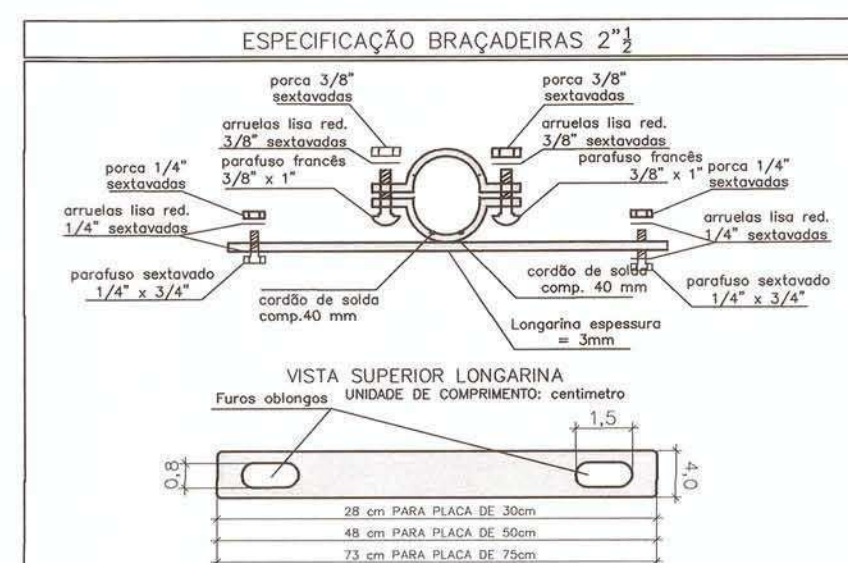 ESPECIFICAÇÃO BRAÇADEIRAS 2"½
porca 3/8"
sextavadas
porca 3/8"
sextavadas
arruelas lisa red.
3/8" sextavadas
arruelas lisa red.
3/8" sextavadas
parafuso francês
3/8" x 1"
parafuso francês
3/8" x 1"
porca 1/4"
sextavadas
porca 1/4"
sextavadas
arruelas lisa red.
1/4" sextavadas
arruelas lisa red.
1/4" sextavadas
parafuso sextavado
1/4" x 3/4"
parafuso sextavado
1/4" x 3/4"
cordão de solda
comp.40 mm
cordão de solda
comp. 40 mm
Longarina espessura
= 3mm
VISTA SUPERIOR LONGARINA
UNIDADE DE COMPRIMENTO: centimetro
Furos oblongos
1,5
0,8
4,0
28 cm PARA PLACA DE 30cm
48 cm PARA PLACA DE 50cm
73 cm PARA PLACA DE 75cm